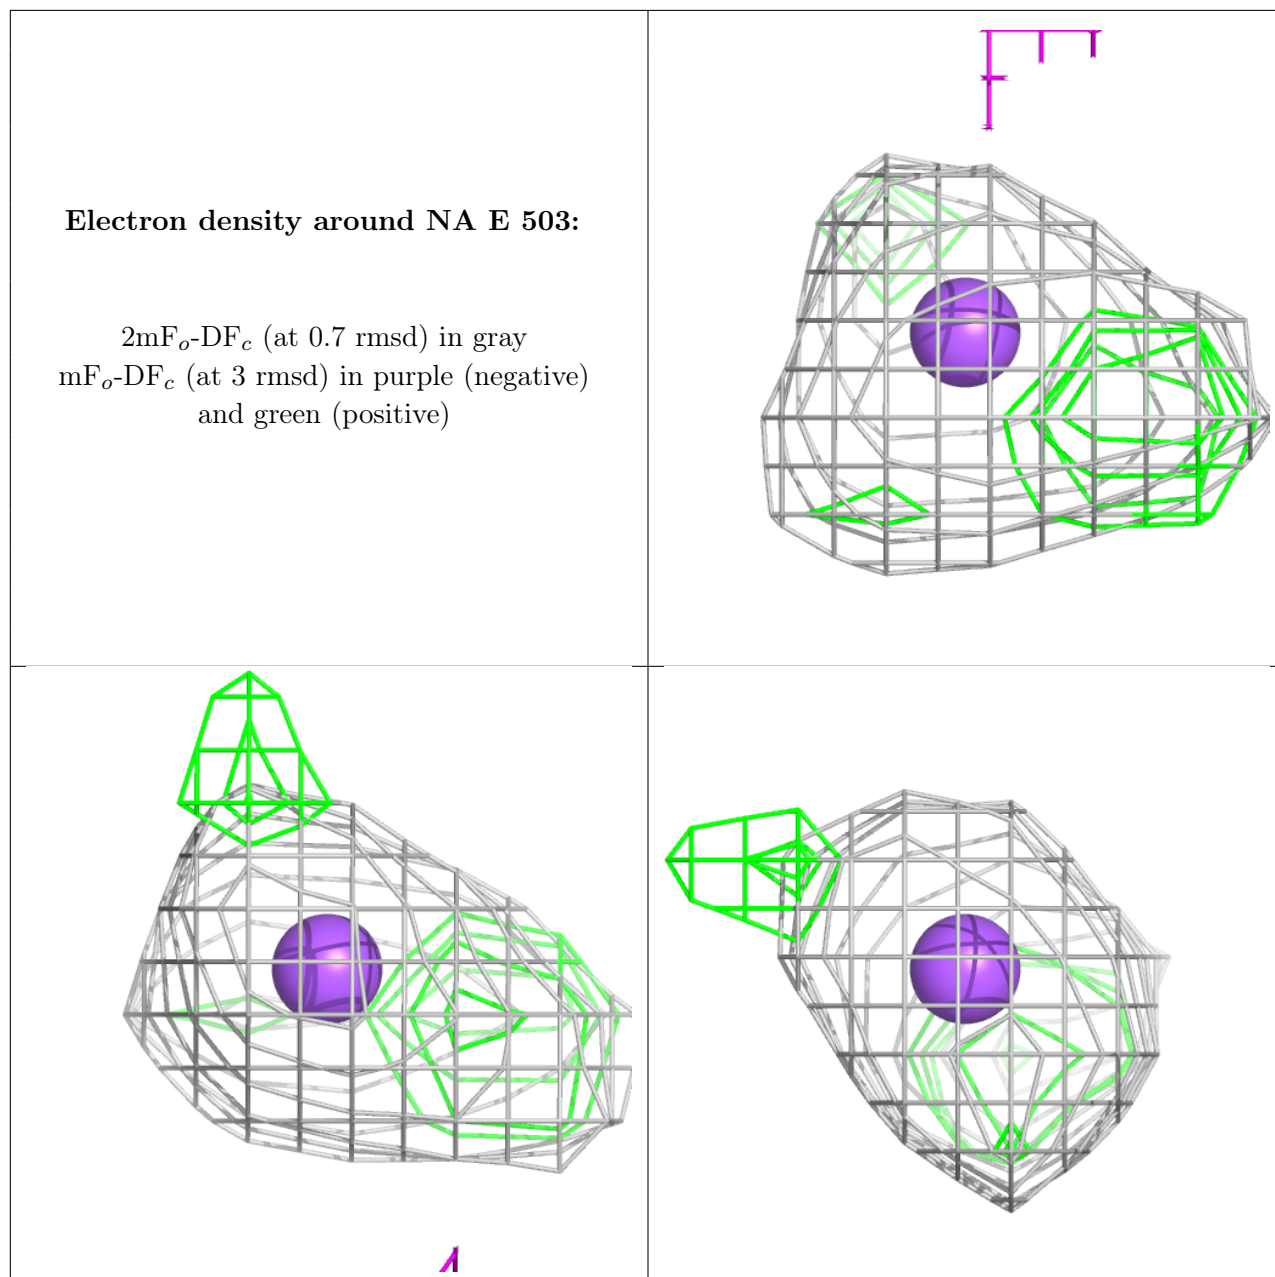 Electron density around NA E 503:
2mFo-DFc (at 0.7 rmsd) in gray
mFo-DFc (at 3 rmsd) in purple (negative)
and green (positive)